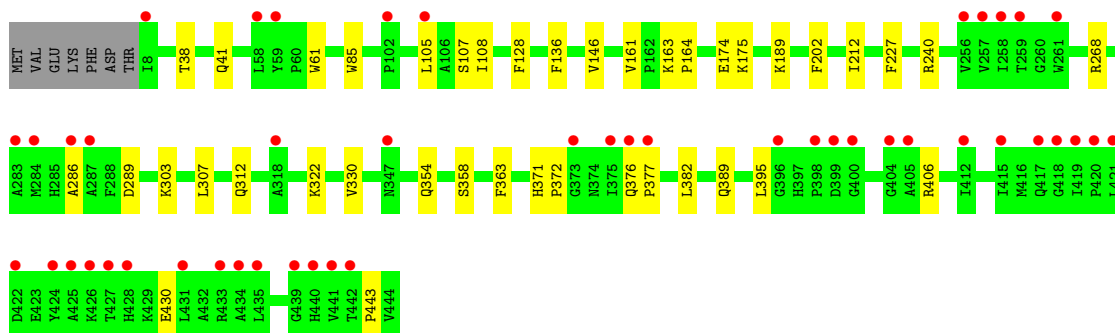 MET VAL GLU LYS PHE ASP THR I8 T38 Q41 L58 Y59 P60 W61 W85 P102 L105 A106 S107 I108 F128 F136 V146 V161 P162 K163 P164 E174 K175 K189 F202 I212 F227 R240 V256 V257 I258 T259 G260 W261 R268
A283 M284 H285 A286 A287 F288 D289 K303 L307 Q312 A318 K322 V330 N347 Q354 S358 F363 H371 P372 G373 N374 I375 Q376 P377 L382 Q389 L395 G396 H397 P398 D399 G400 G404 A405 R406 I412 I415 M416 Q417 G418 I419 P420
D422 E423 Y424 A425 K426 T427 H428 K429 E430 L431 A432 R433 A434 L435 G439 H440 V441 T442 P443 V444